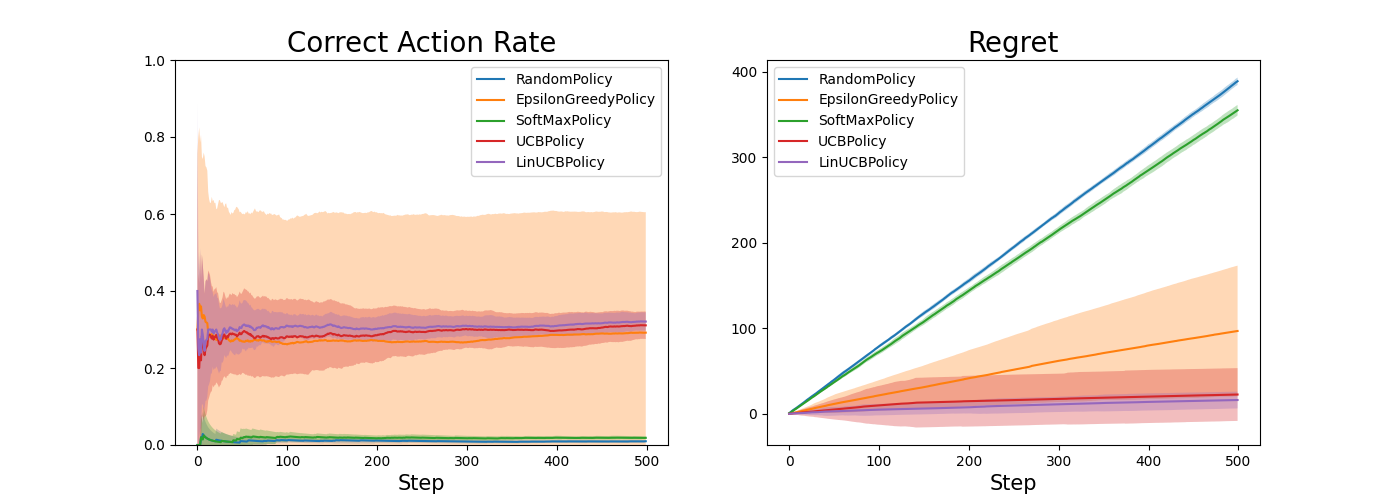 Correct Action Rate
1.0
0.8
0.6
0.4
0.2
0.0
RandomPolicy
EpsilonGreedyPolicy
SoftMaxPolicy
UCBPolicy
LinUCBPolicy
0 100 200 300 400 500
Step
Regret
400
300
200
100
0
RandomPolicy
EpsilonGreedyPolicy
SoftMaxPolicy
UCBPolicy
LinUCBPolicy
0 100 200 300 400 500
Step